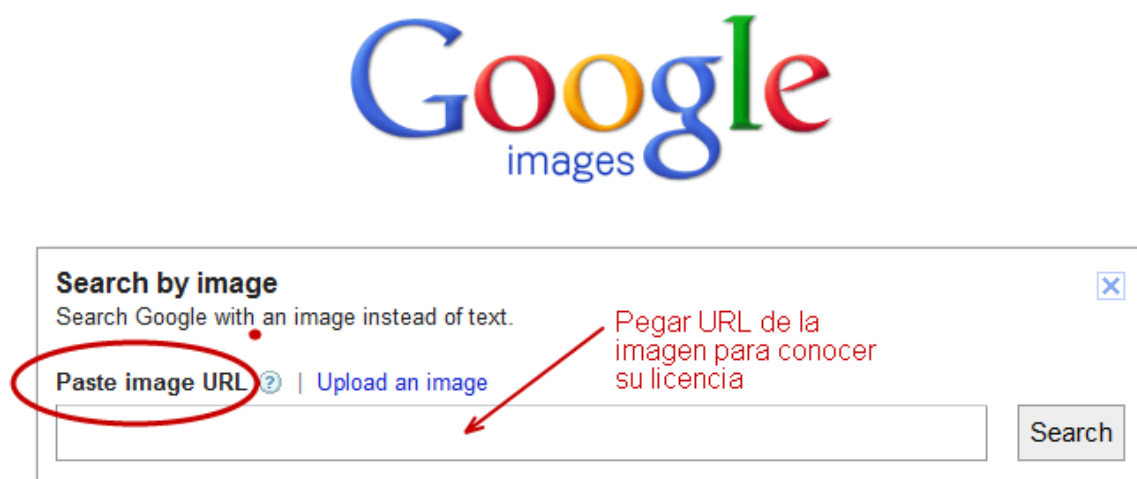 Google
images
Search by image
Search Google with an image instead of text.
Pegar URL de la
imagen para conocer
su licencia
Paste image URL ? | Upload an image
Search